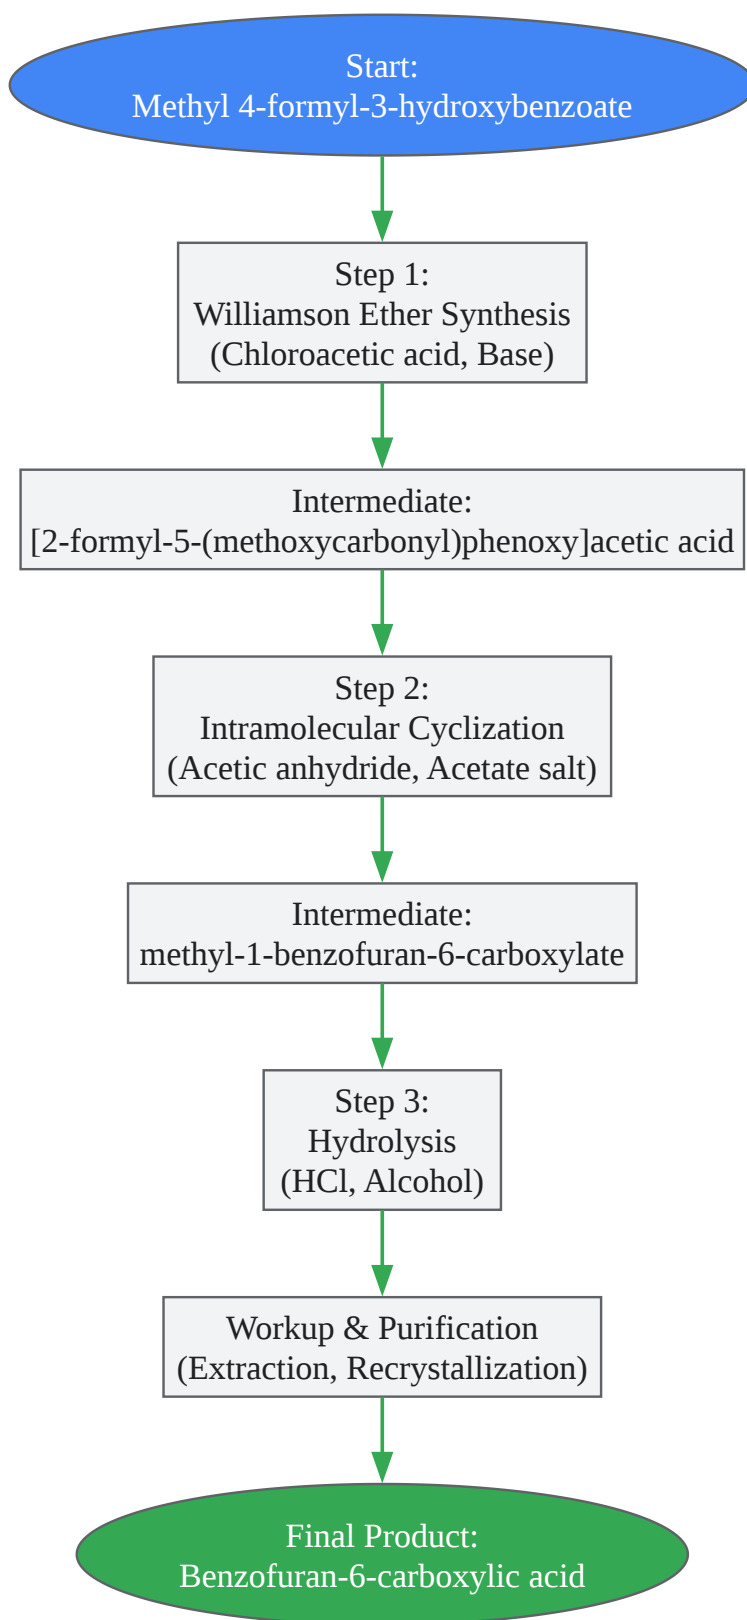 Start:
Methyl 4-formyl-3-hydroxybenzoate
Step 1:
Williamson Ether Synthesis
(Chloroacetic acid, Base)
Intermediate:
[2-formyl-5-(methoxycarbonyl)phenoxy]acetic acid
Step 2:
Intramolecular Cyclization
(Acetic anhydride, Acetate salt)
Intermediate:
methyl-1-benzofuran-6-carboxylate
Step 3:
Hydrolysis
(HCl, Alcohol)
Workup & Purification
(Extraction, Recrystallization)
Final Product:
Benzofuran-6-carboxylic acid